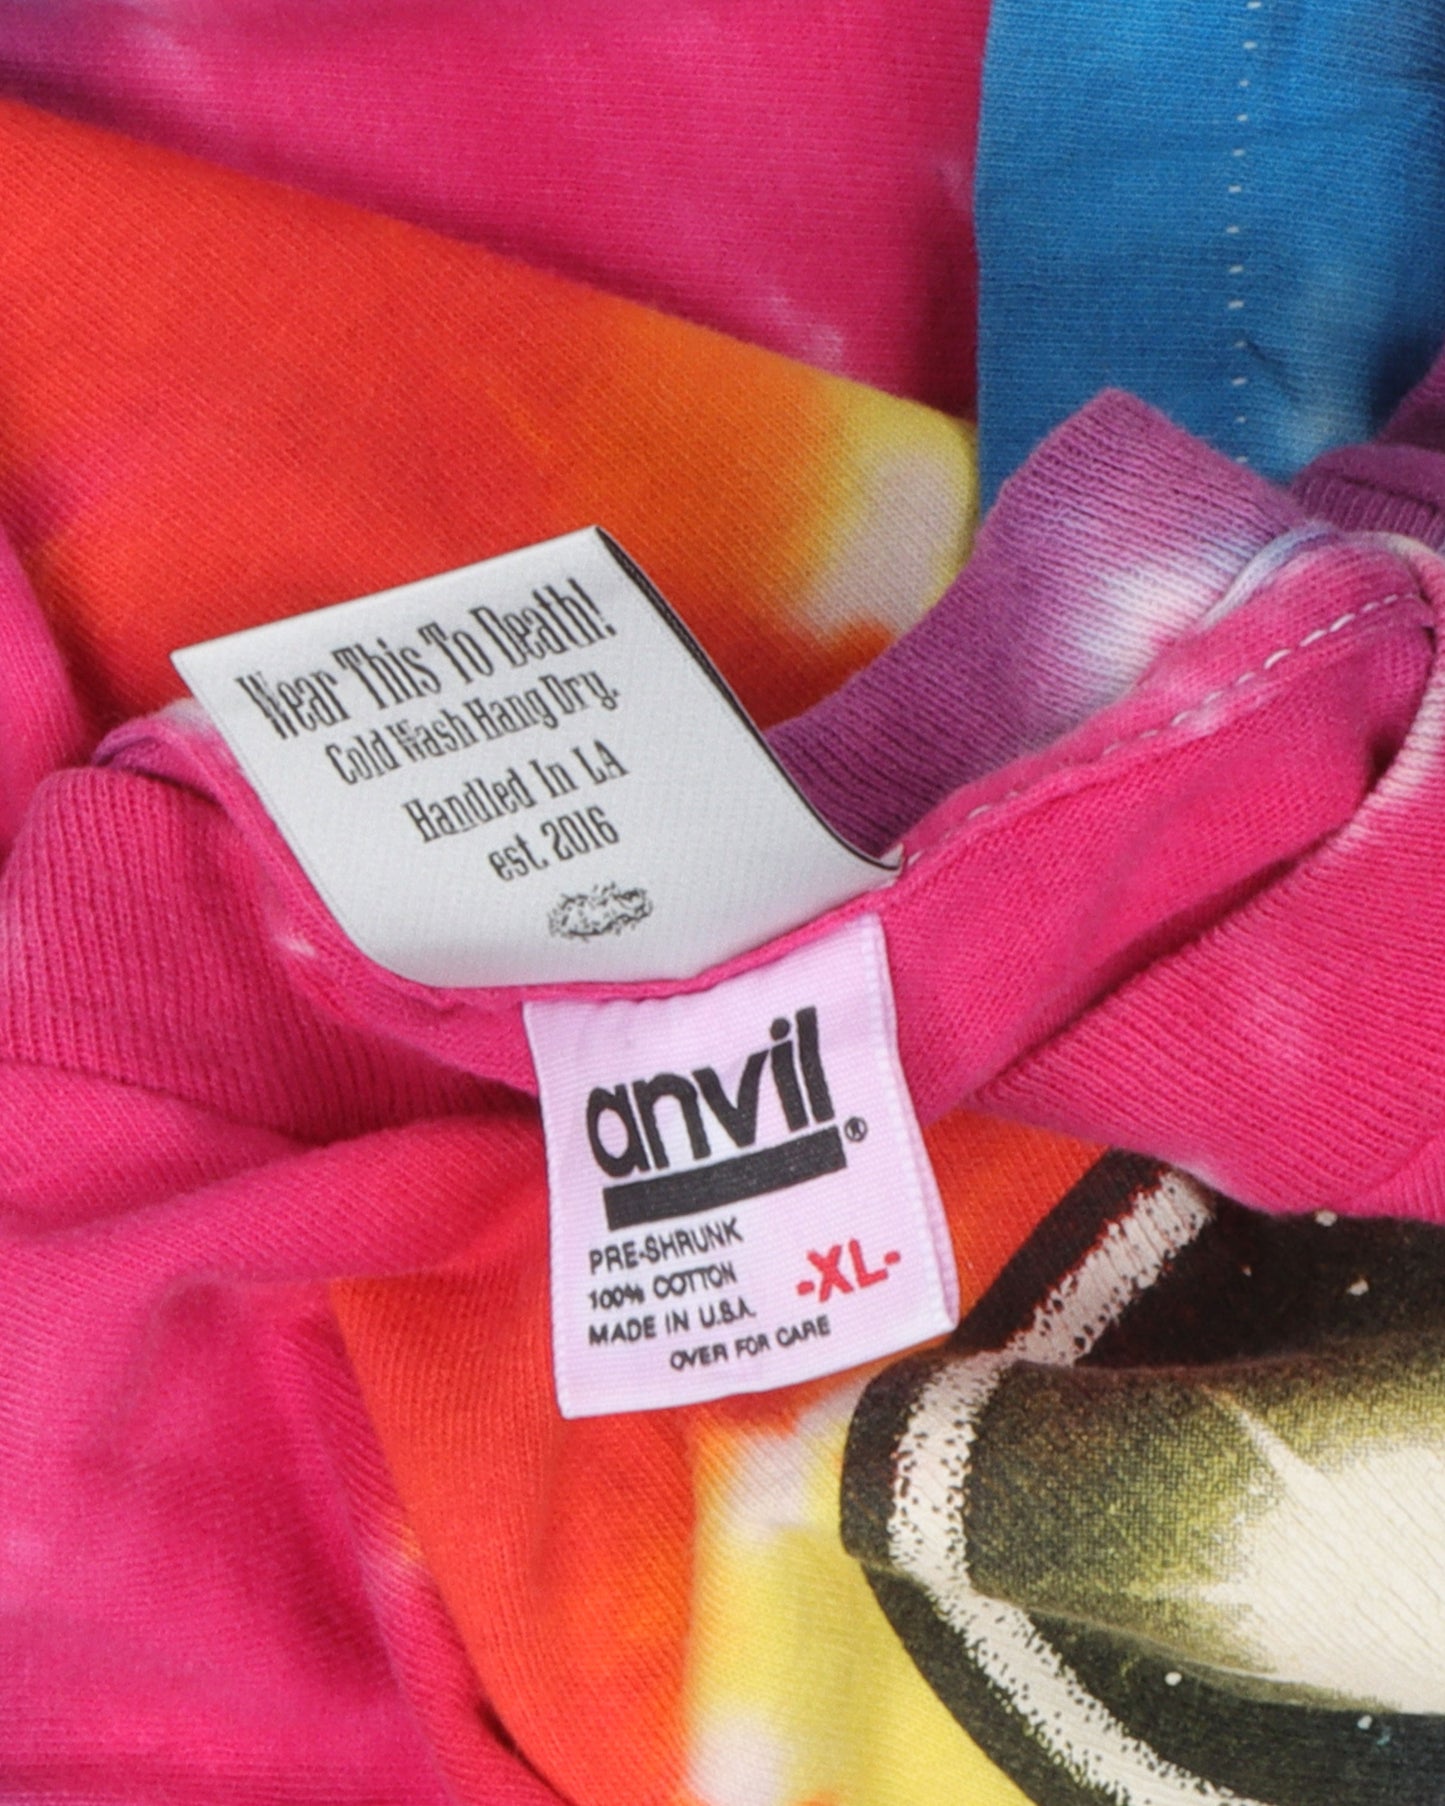 Wear This To Death!
Cold Wash Hang Dry.
Handled In LA
est. 2016
anvil®
PRE-SHRUNK
100% COTTON
MADE IN U.S.A.
-XL-
OVER FOR CARE